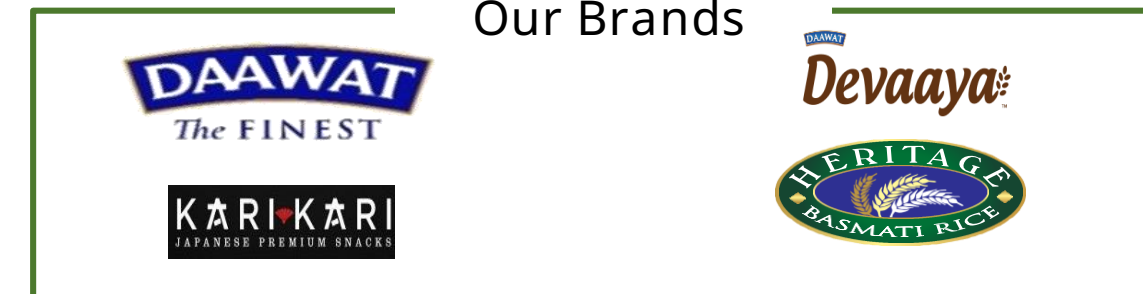 Our Brands
DAAWAT
The FINEST
DAAWAT
Devaaya
KARI KARI
JAPANESE PREMIUM SNACKS
HERITAGE
BASMATI RICE